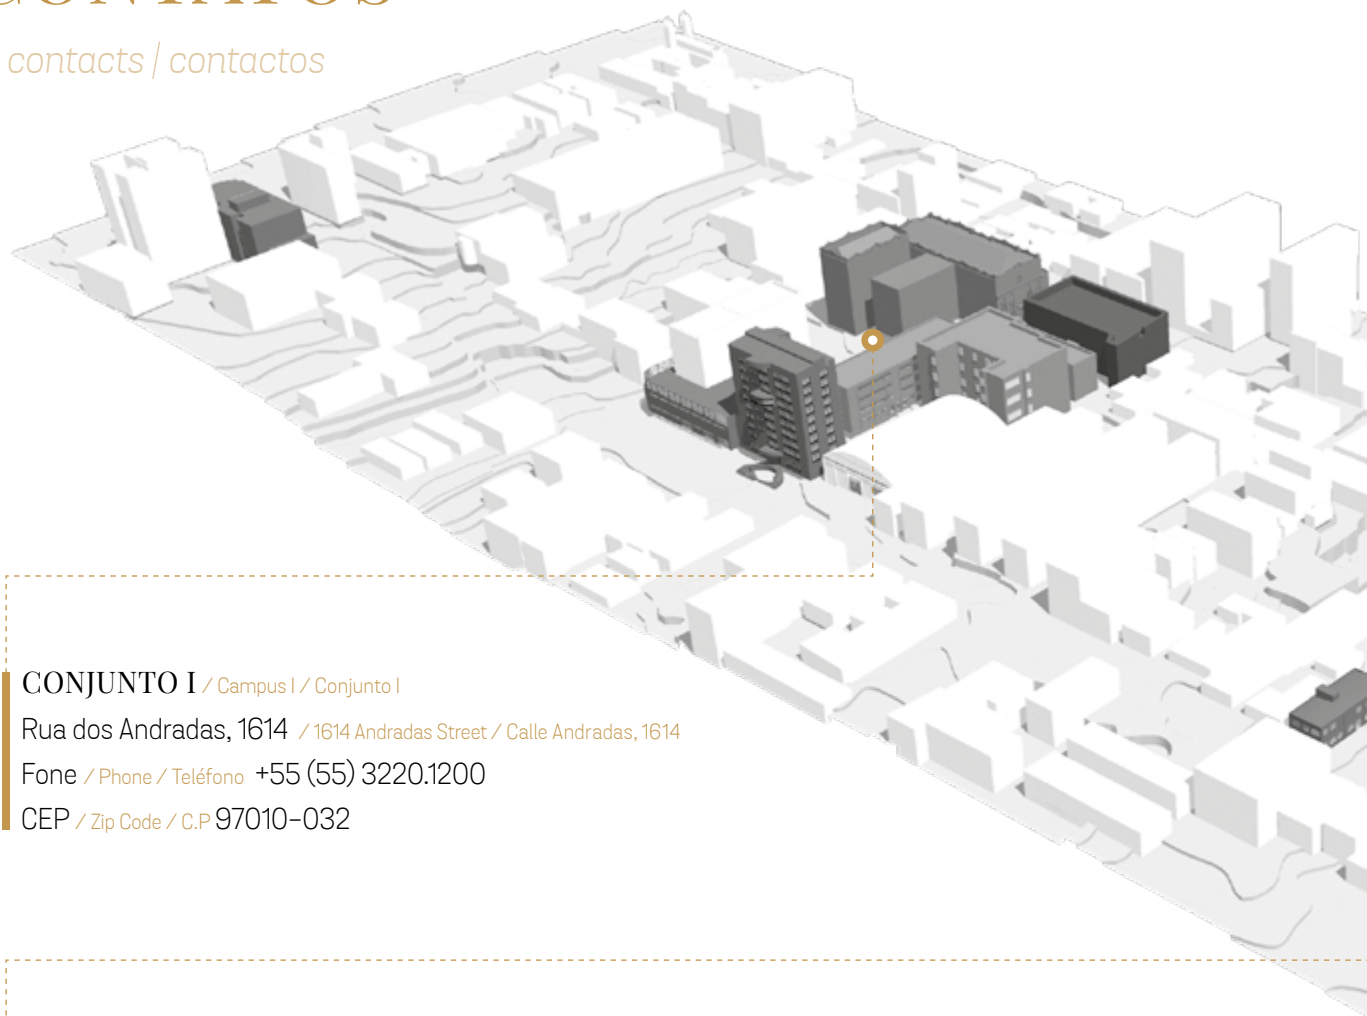 CONTATOS
contacts | contactos
CONJUNTO I / Campus I / Conjunto I
Rua dos Andradas, 1614 / 1614 Andradas Street / Calle Andradas, 1614
Fone / Phone / Teléfono +55 (55) 3220.1200
CEP / Zip Code / C.P 97010-032